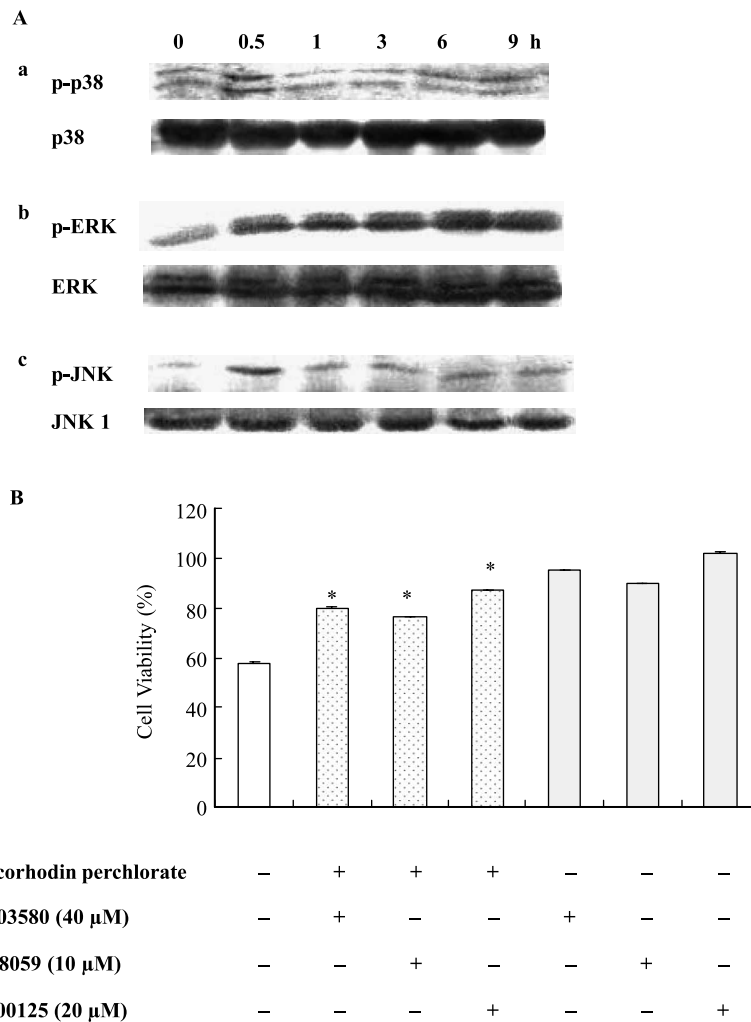 A
0 0.5 1 3 6 9 h
a
p-p38
p38
b
p-ERK
ERK
c
p-JNK
JNK 1
B
120
100
80
60
40
20
0
Cell Viability (%)
* * *
corhodin perchlorate – + + + – – –
03580 (40 µM) – + – – + – –
8059 (10 µM) – – + – – + –
00125 (20 µM) – – – + – – +